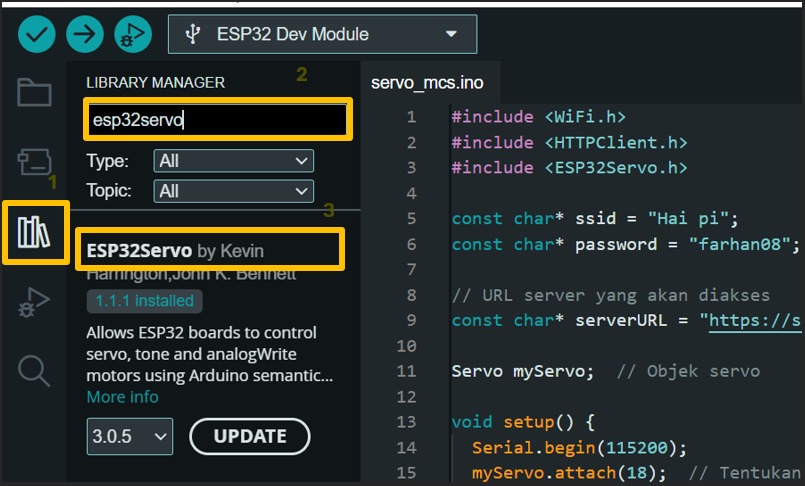 ESP32 Dev Module
LIBRARY MANAGER
2
esp32servo
Type: All
Topic: All
1
3
ESP32Servo by Kevin
Harrington,John K. Bennett
1.1.1 installed
Allows ESP32 boards to control
servo, tone and analogWrite
motors using Arduino semantic...
More info
3.0.5
UPDATE
servo_mcs.ino
1 #include <WiFi.h>
2 #include <HTTPClient.h>
3 #include <ESP32Servo.h>
4
5 const char* ssid = "Hai pi";
6 const char* password = "farhan08";
7
8 // URL server yang akan diakses
9 const char* serverURL = "https://s
10
11 Servo myServo; // Objek servo
12
13 void setup() {
14 Serial.begin(115200);
15 myServo.attach(18); // Tentukan